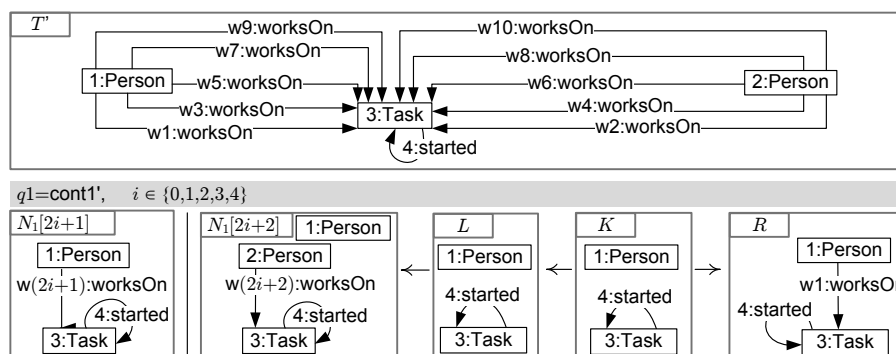 T'
w9:worksOn
w10:worksOn
w7:worksOn
w8:worksOn
1:Person
w5:worksOn
w6:worksOn
2:Person
w3:worksOn
3:Task
w4:worksOn
w1:worksOn
w2:worksOn
4:started
q1=cont1', i ∈ {0,1,2,3,4}
N₁[2i+1]
N₁[2i+2]
1:Person
L
K
R
1:Person
2:Person
1:Person
1:Person
1:Person
w(2i+1):worksOn
w(2i+2):worksOn
4:started
4:started
w1:worksOn
4:started
4:started
4:started
3:Task
3:Task
3:Task
3:Task
3:Task